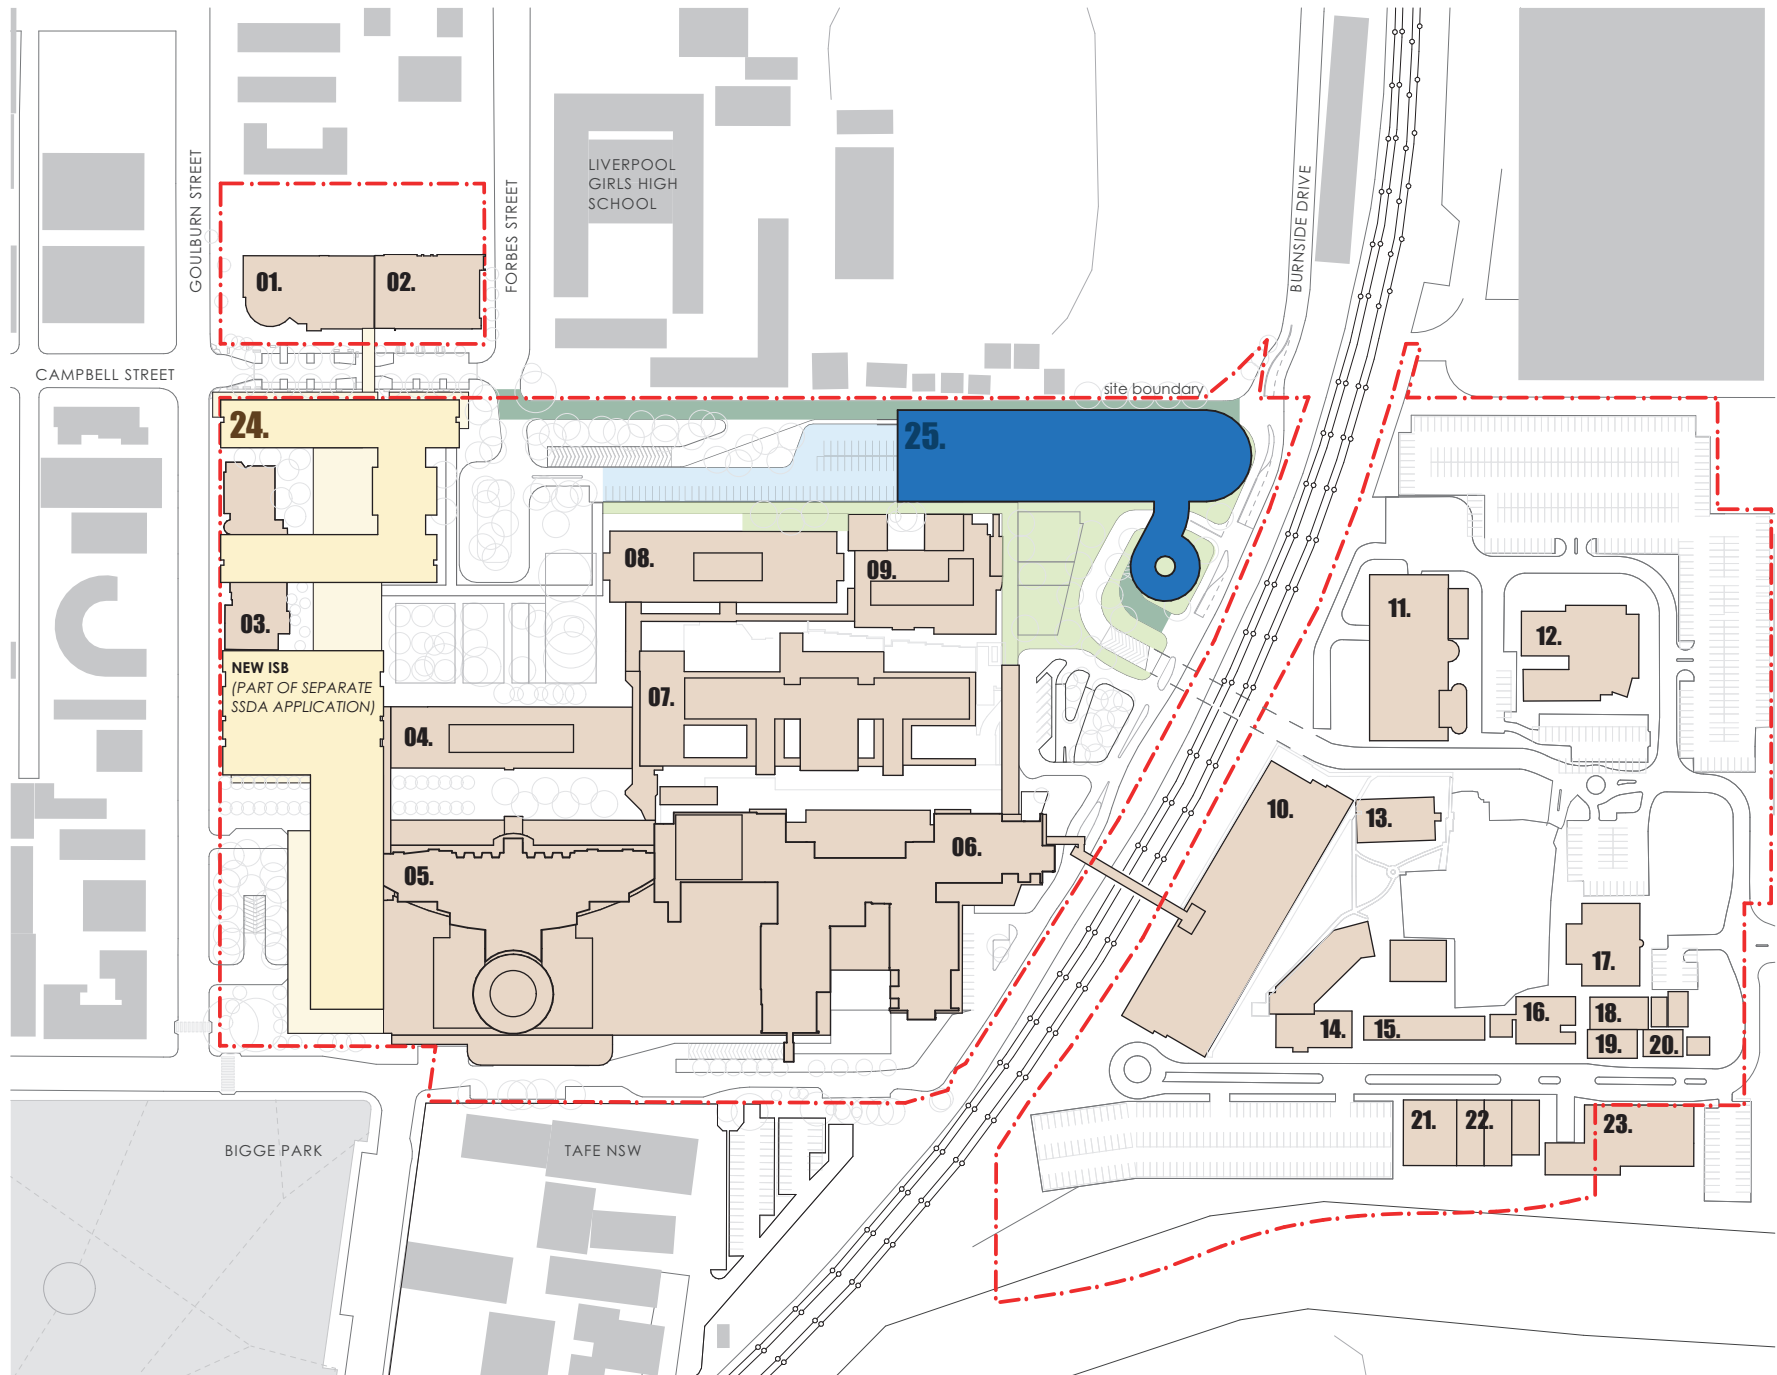 LIVERPOOL
GIRLS HIGH
SCHOOL
GOULBURN STREET
FORBES STREET
BURNSIDE DRIVE
01.
02.
CAMPBELL STREET
site boundary
24.
25.
08.
09.
03.
11.
12.
NEW ISB
(PART OF SEPARATE
SSDA APPLICATION)
07.
04.
10.
13.
05.
06.
17.
14.
15.
16.
18.
19.
20.
21.
22.
23.
BIGGE PARK
TAFE NSW